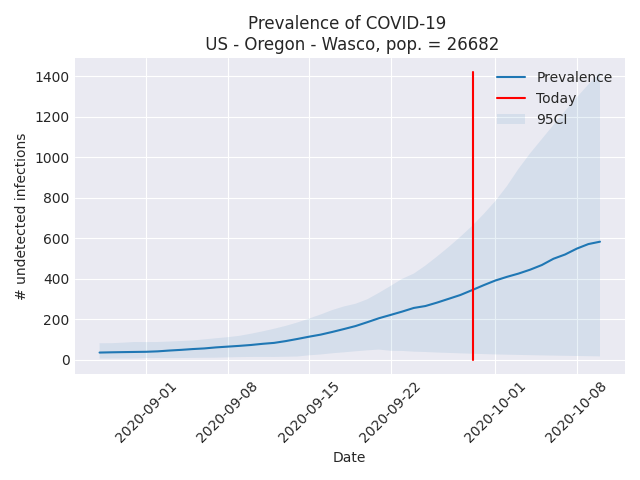 Prevalence of COVID-19
US - Oregon - Wasco, pop. = 26682
Prevalence
Today
95CI
# undetected infections
1400
1200
1000
800
600
400
200
0
2020-09-01
2020-09-08
2020-09-15
2020-09-22
2020-10-01
2020-10-08
Date